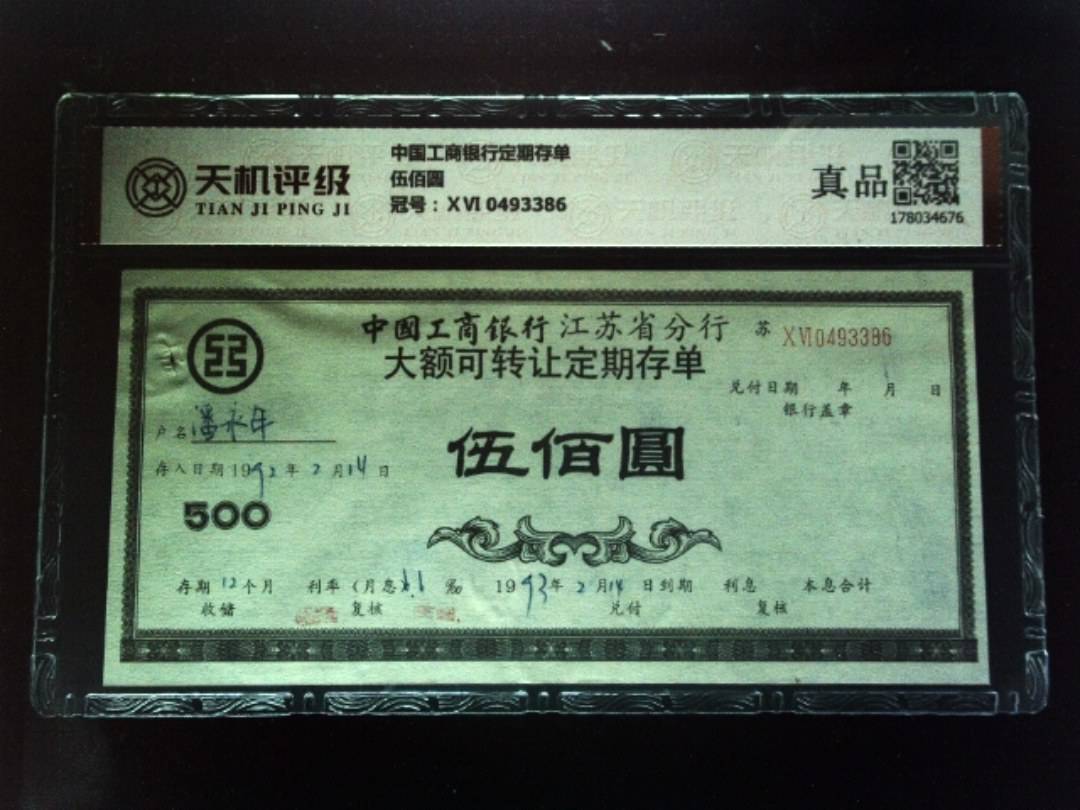 天机评级
TIAN JI PING JI
中国工商银行定期存单
伍佰圓
冠号：XVI 0493386
真品
178034676
中國工商银行江苏省分行
苏 XVI0493386
大额可转让定期存单
兑付日期 年 月 日
银行盖章
户名 潘永年
存入日期 1992年 2月14日
伍佰圓
500
存期 12个月 利率（月息 ‰ 1993年 2月14日到期 利息 本息合计
收储 复核 兑付 复核